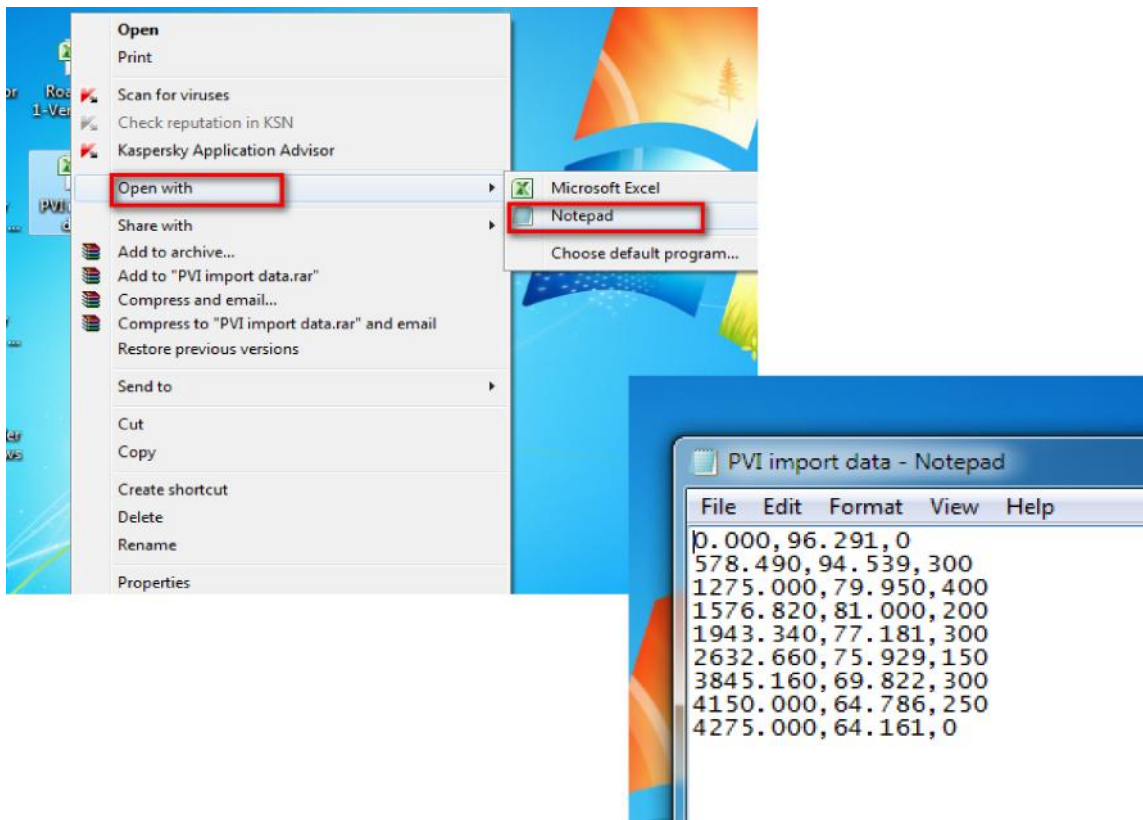 Open
Print
Scan for viruses
Check reputation in KSN
Kaspersky Application Advisor
Open with
Microsoft Excel
Notepad
Choose default program...
Share with
Add to archive...
Add to "PVI import data.rar"
Compress and email...
Compress to "PVI import data.rar" and email
Restore previous versions
Send to
Cut
Copy
Create shortcut
Delete
Rename
Properties
PVI import data - Notepad
File Edit Format View Help
0.000,96.291,0
578.490,94.539,300
1275.000,79.950,400
1576.820,81.000,200
1943.340,77.181,300
2632.660,75.929,150
3845.160,69.822,300
4150.000,64.786,250
4275.000,64.161,0